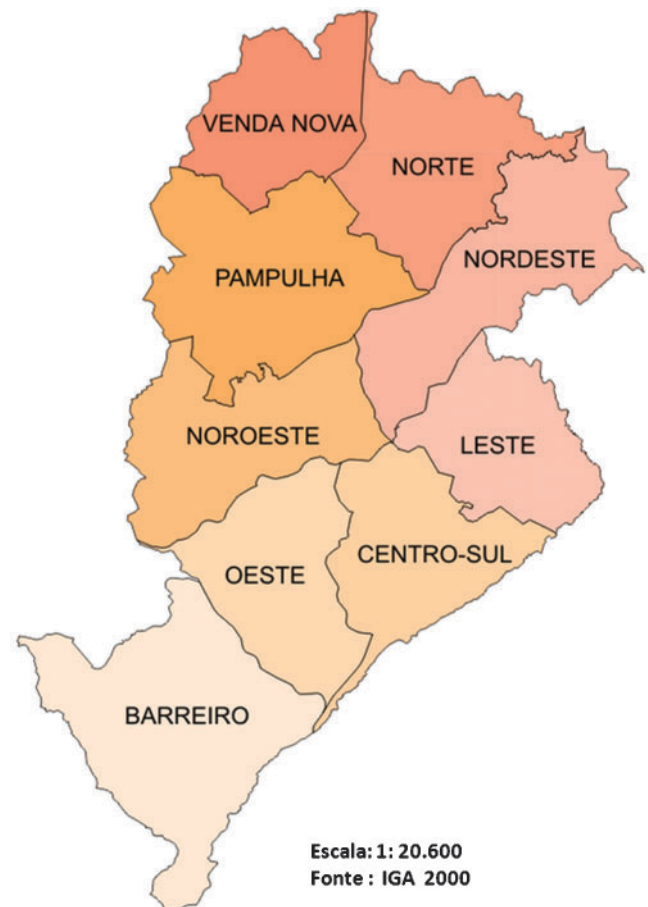 VENDA NOVA
NORTE
NORDESTE
PAMPULHA
NOROESTE
LESTE
CENTRO-SUL
OESTE
BARREIRO
Escala: 1: 20.600
Fonte : IGA 2000